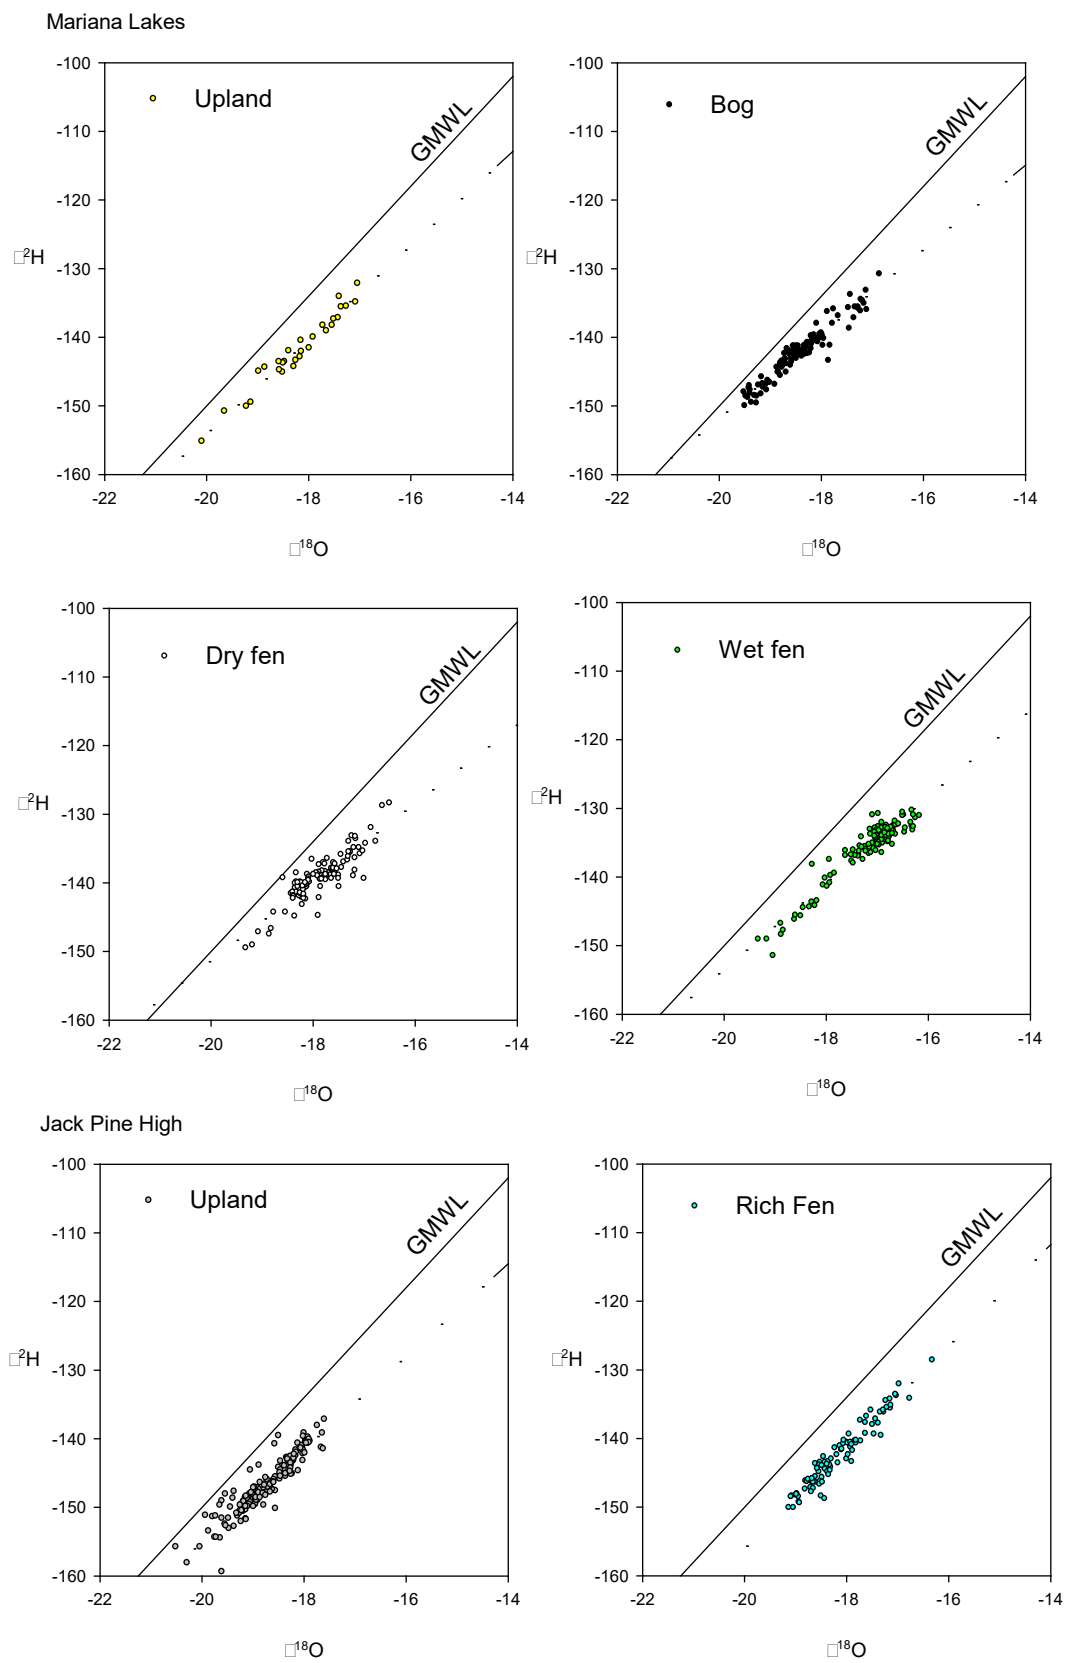 Mariana Lakes
-100
-110
-120
-130
-140
-150
-160
-22
-20
-18
-16
-14
□²H
□¹⁸O
Upland
GMWL
-100
-110
-120
-130
-140
-150
-160
-22
-20
-18
-16
-14
□²H
□¹⁸O
Bog
GMWL
-100
-110
-120
-130
-140
-150
-160
-22
-20
-18
-16
-14
□²H
□¹⁸O
Dry fen
GMWL
-100
-110
-120
-130
-140
-150
-160
-22
-20
-18
-16
-14
□²H
□¹⁸O
Wet fen
GMWL
Jack Pine High
-100
-110
-120
-130
-140
-150
-160
-22
-20
-18
-16
-14
□²H
□¹⁸O
Upland
GMWL
-100
-110
-120
-130
-140
-150
-160
-22
-20
-18
-16
-14
□²H
□¹⁸O
Rich Fen
GMWL